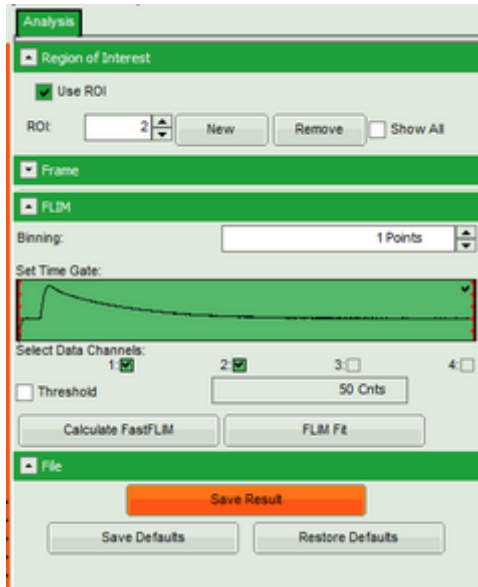 Analysis
Region of Interest
Use ROI
ROI: 2 New Remove Show All
Frame
FLIM
Binning: 1 Points
Set Time Gate:
Select Data Channels:
1: 2: 3: 4:
Threshold 50 Cnts
Calculate FastFLIM FLIM Fit
File
Save Result
Save Defaults Restore Defaults